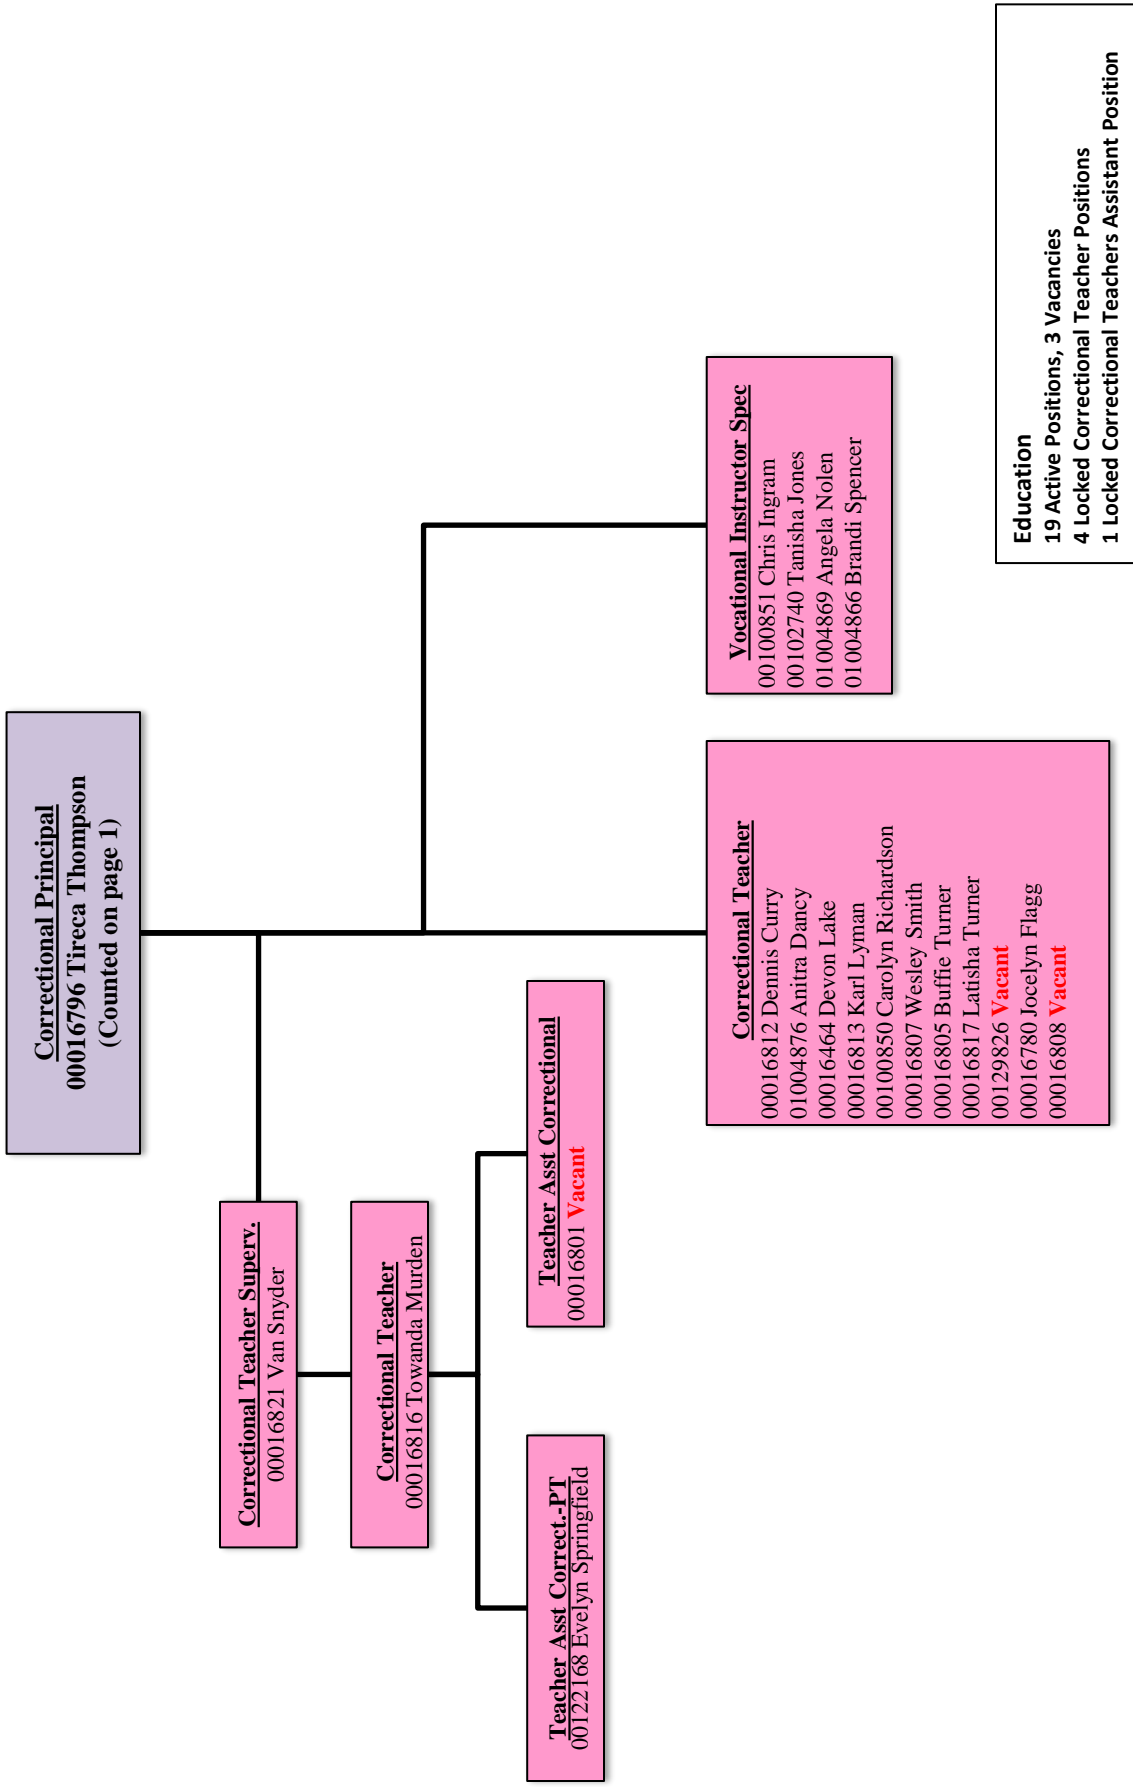 Correctional Principal
00016796 Tireca Thompson
(Counted on page 1)
Correctional Teacher Superv.
00016821 Van Snyder
Correctional Teacher
00016816 Towanda Murden
Teacher Asst Correct.-PT
00122168 Evelyn Springfield
Teacher Asst Correctional
00016801 Vacant
Correctional Teacher
00016812 Dennis Curry
01004876 Anitra Dancy
00016464 Devon Lake
00016813 Karl Lyman
00100850 Carolyn Richardson
00016807 Wesley Smith
00016805 Buffie Turner
00016817 Latisha Turner
00129826 Vacant
00016780 Jocelyn Flagg
00016808 Vacant
Vocational Instructor Spec
00100851 Chris Ingram
00102740 Tanisha Jones
01004869 Angela Nolen
01004866 Brandi Spencer
Education
19 Active Positions, 3 Vacancies
4 Locked Correctional Teacher Positions
1 Locked Correctional Teachers Assistant Position